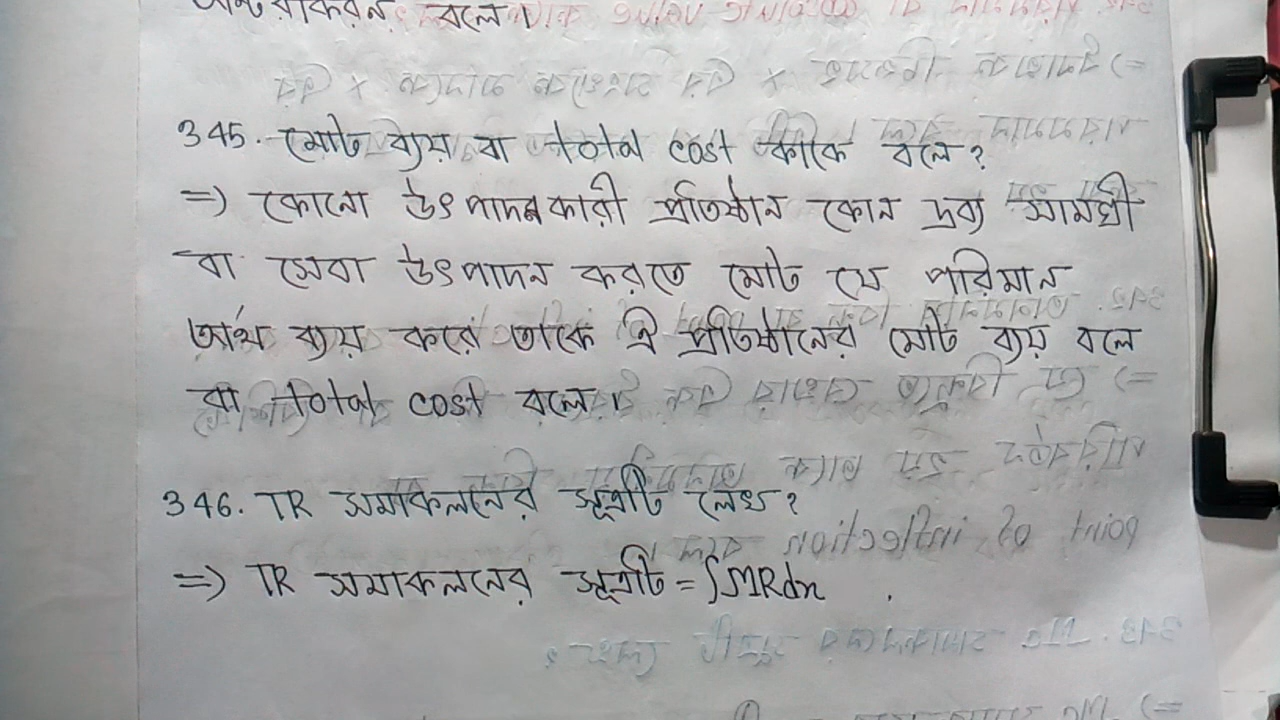 বলে।
345. মোট ব্যয় বা total cost কাকে বলে?
=) কোনো উৎপাদনকারী প্রতিষ্ঠান কোন দ্রব্য সামগ্রী
বা সেবা উৎপাদন করতে মোট যে পরিমান
অর্থ ব্যয় করে তাকে ঐ প্রতিষ্ঠানের মোট ব্যয় বলে
বা total cost বলে।
346. TR সমাকলনের সূত্রটি লেখ?
=) TR সমাকলনের সূত্রটি = ∫MRdx